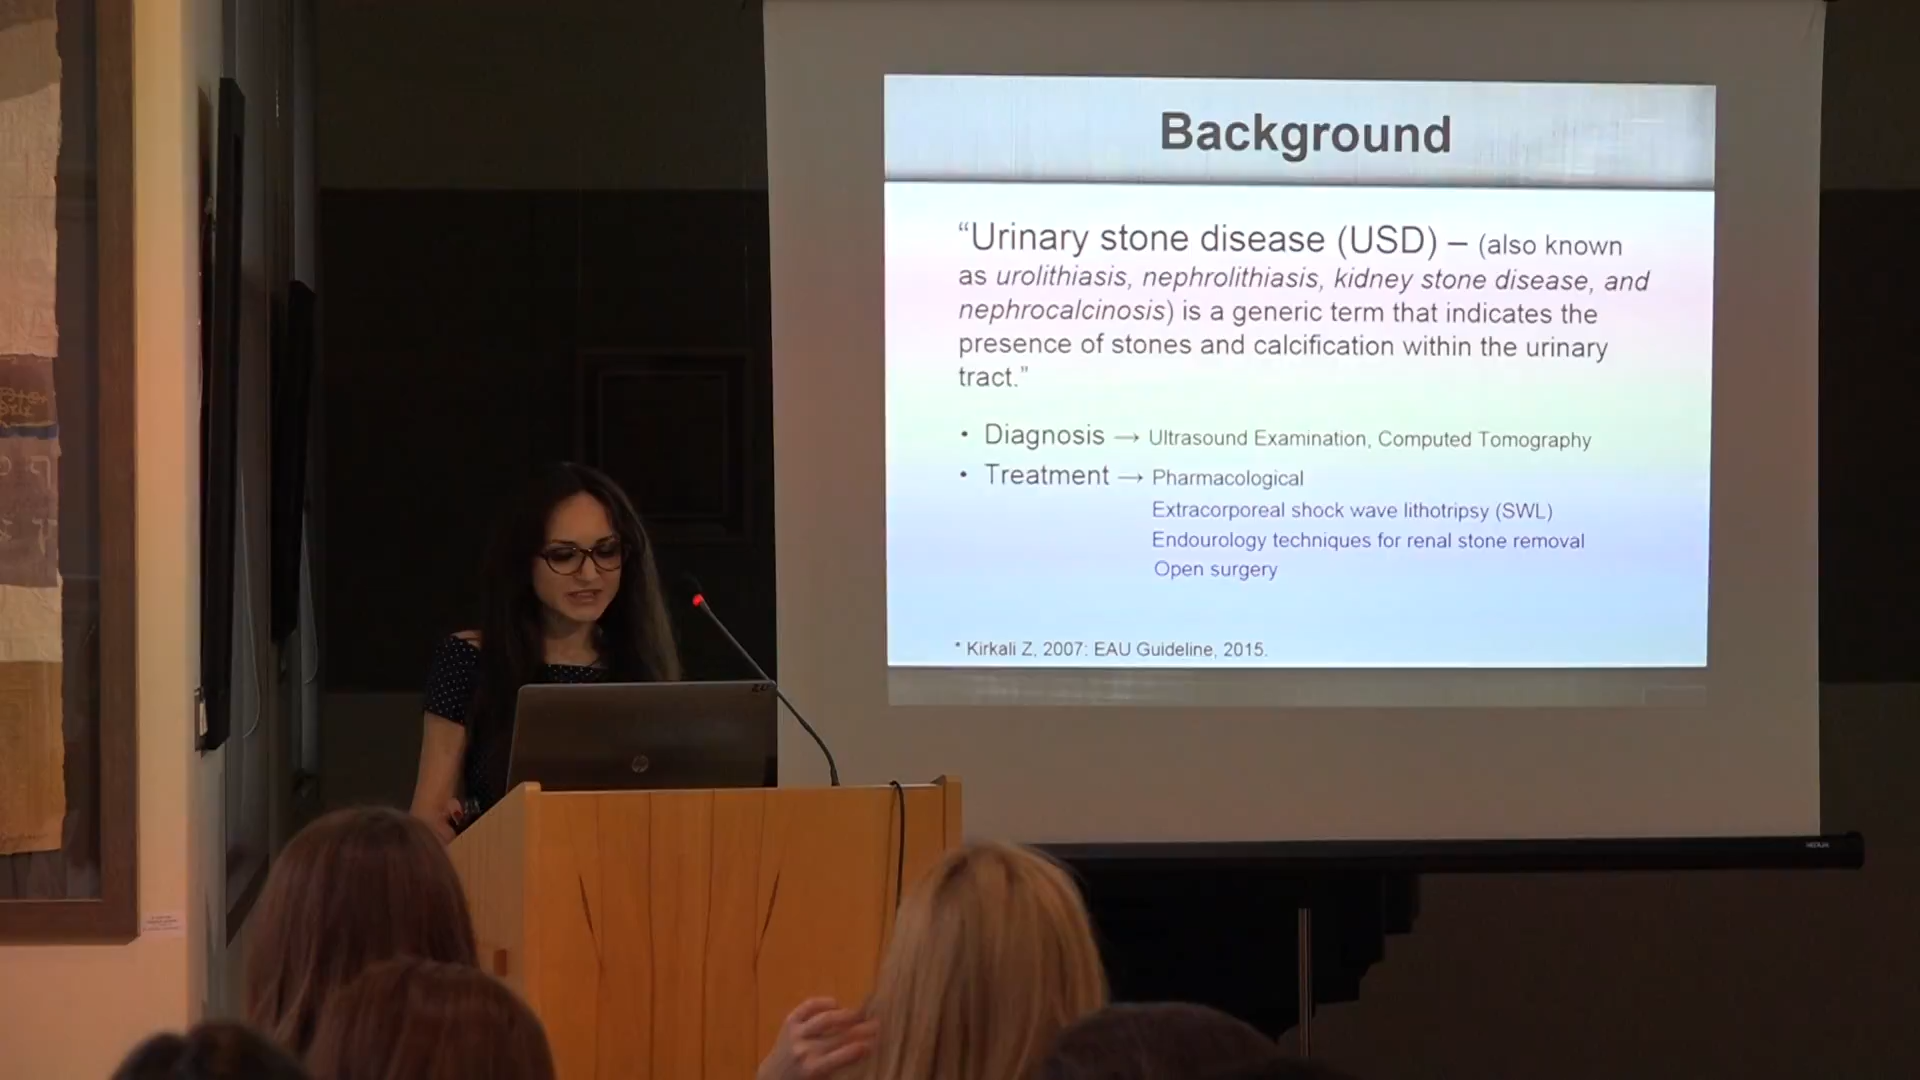 Background
“Urinary stone disease (USD) – (also known
as urolithiasis, nephrolithiasis, kidney stone disease, and
nephrocalcinosis) is a generic term that indicates the
presence of stones and calcification within the urinary
tract.”
• Diagnosis → Ultrasound Examination, Computed Tomography
• Treatment → Pharmacological
Extracorporeal shock wave lithotripsy (SWL)
Endourology techniques for renal stone removal
Open surgery
* Kirkali Z, 2007: EAU Guideline, 2015.
hp